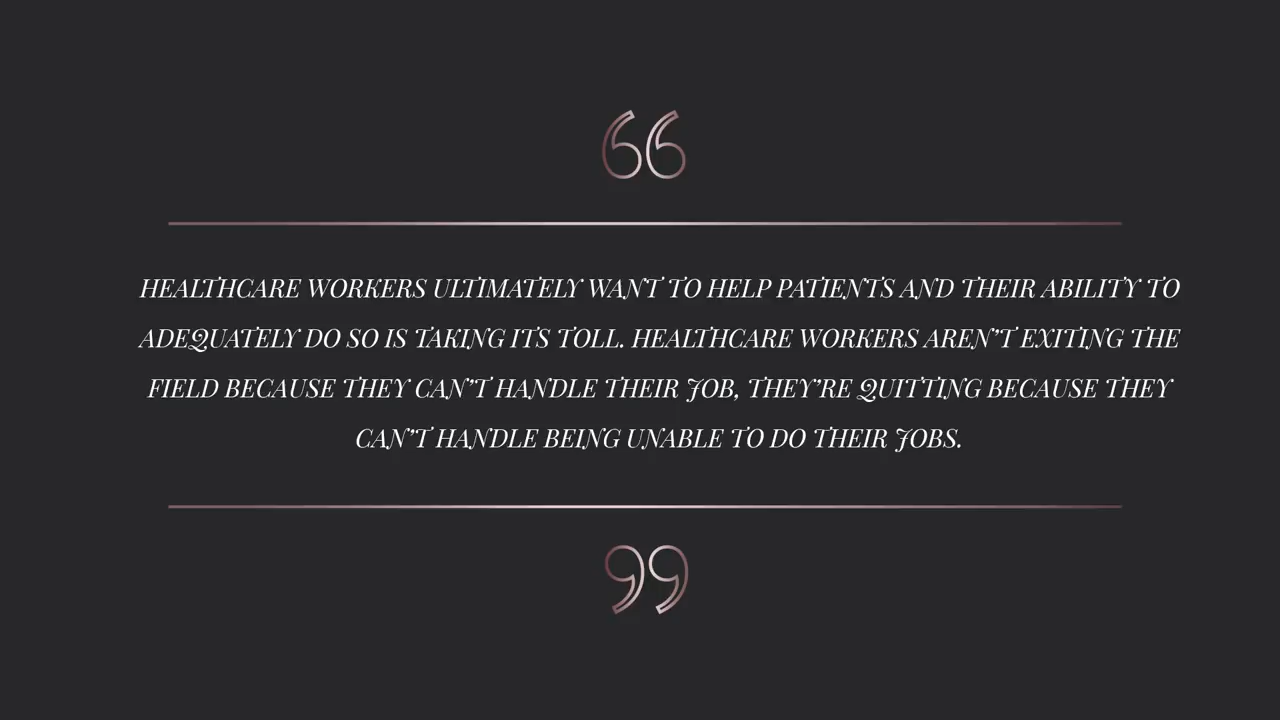 “
HEALTHCARE WORKERS ULTIMATELY WANT TO HELP PATIENTS AND THEIR ABILITY TO
ADEQUATELY DO SO IS TAKING ITS TOLL. HEALTHCARE WORKERS AREN’T EXITING THE
FIELD BECAUSE THEY CAN’T HANDLE THEIR JOB, THEY’RE QUITTING BECAUSE THEY
CAN’T HANDLE BEING UNABLE TO DO THEIR JOBS.
”